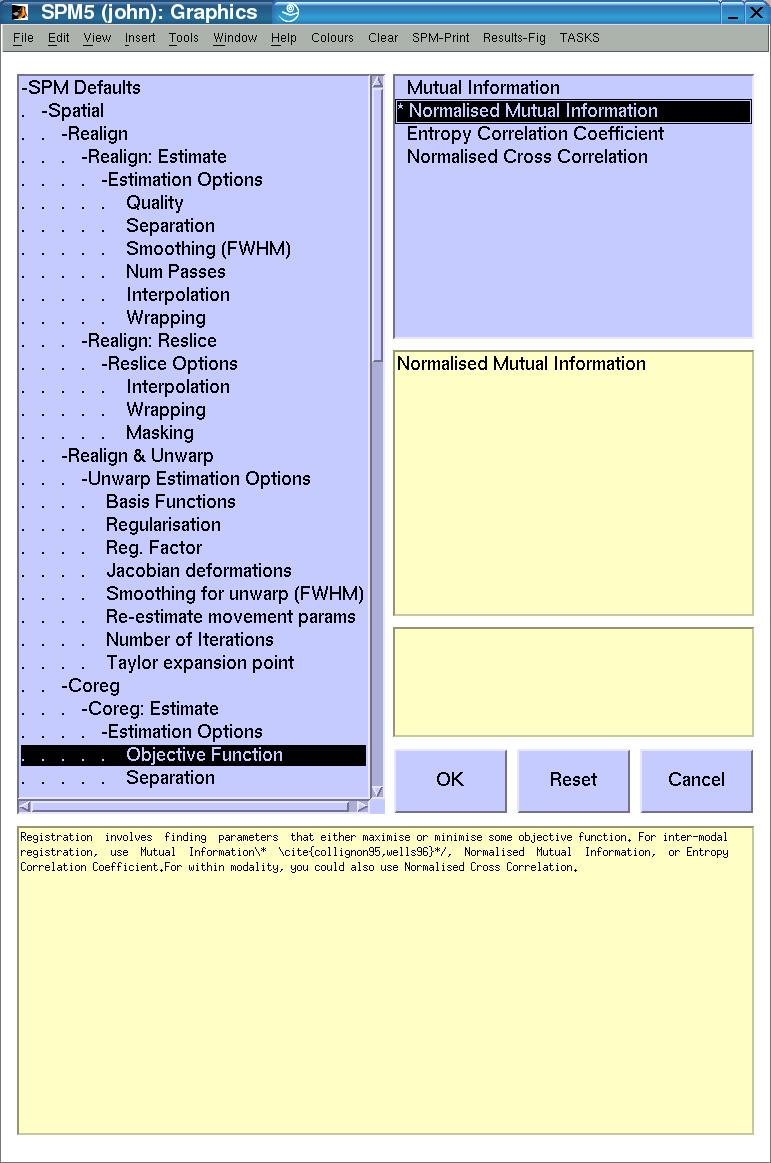 SPM5 (john): Graphics
File Edit View Insert Tools Window Help Colours Clear SPM-Print Results-Fig TASKS
-SPM Defaults
. -Spatial
. . -Realign
. . . -Realign: Estimate
. . . . -Estimation Options
. . . . . Quality
. . . . . Separation
. . . . . Smoothing (FWHM)
. . . . . Num Passes
. . . . . Interpolation
. . . . . Wrapping
. . . -Realign: Reslice
. . . . -Reslice Options
. . . . . Interpolation
. . . . . Wrapping
. . . . . Masking
. . -Realign & Unwarp
. . . -Unwarp Estimation Options
. . . . Basis Functions
. . . . Regularisation
. . . . Reg. Factor
. . . . Jacobian deformations
. . . . Smoothing for unwarp (FWHM)
. . . . Re-estimate movement params
. . . . Number of Iterations
. . . . Taylor expansion point
. . -Coreg
. . . -Coreg: Estimate
. . . . -Estimation Options
. . . . . Objective Function
. . . . . Separation
Mutual Information
* Normalised Mutual Information
Entropy Correlation Coefficient
Normalised Cross Correlation
Normalised Mutual Information
OK Reset Cancel
Registration involves finding parameters that either maximise or minimise some objective function. For inter-modal
registration, use Mutual Information\* \cite{collignon95,wells96}*/, Normalised Mutual Information, or Entropy
Correlation Coefficient.For within modality, you could also use Normalised Cross Correlation.